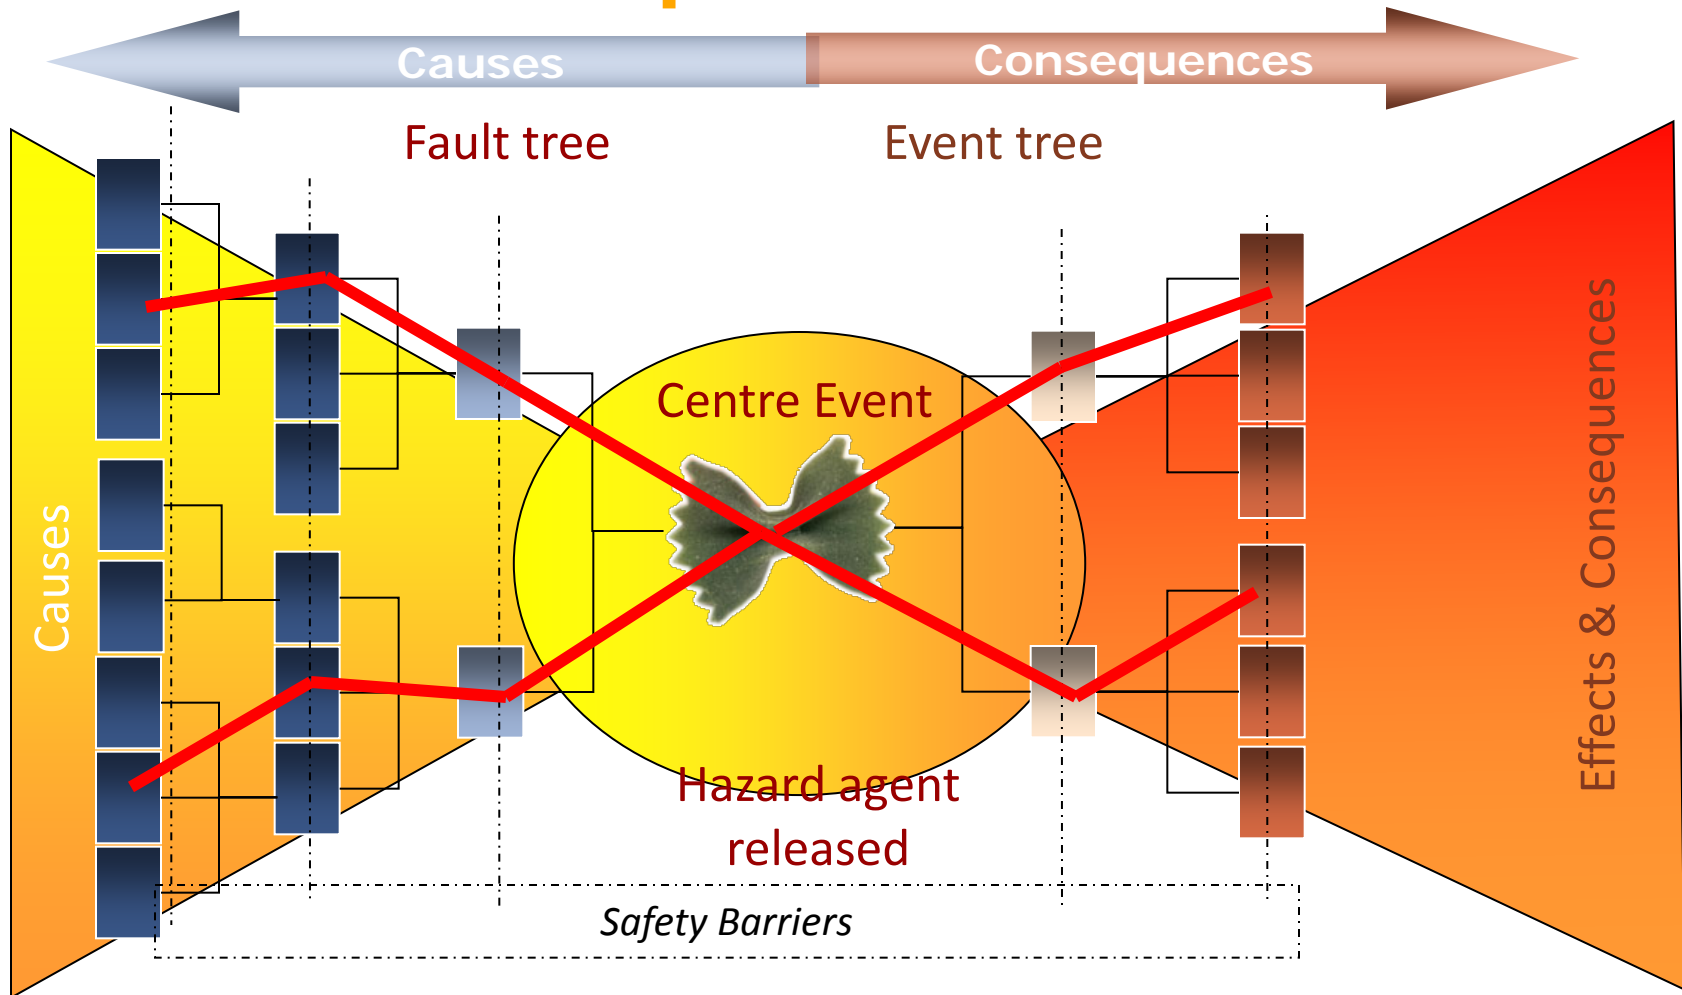 Causes
Consequences
Fault tree
Event tree
Centre Event
Causes
Effects & Consequences
Hazard agent
released
Safety Barriers